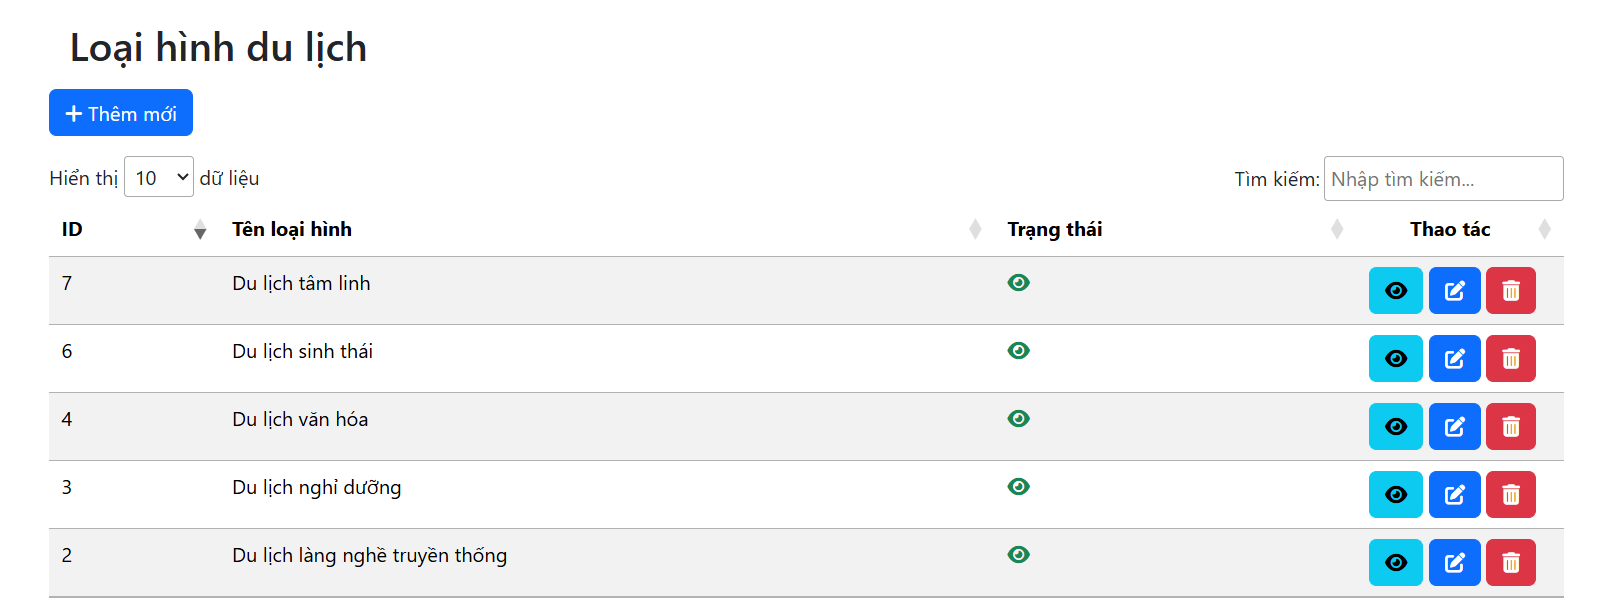 Loại hình du lịch
Thêm mới
Hiển thị 10 dữ liệu
Tìm kiếm: Nhập tìm kiếm...
ID Tên loại hình Trạng thái Thao tác
7 Du lịch tâm linh
6 Du lịch sinh thái
4 Du lịch văn hóa
3 Du lịch nghỉ dưỡng
2 Du lịch làng nghề truyền thống